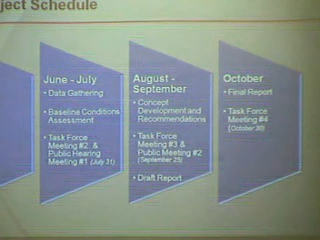 ject Schedule
June - July
• Data Gathering
• Baseline Conditions
Assessment
• Task Force
Meeting #2 &
Public Hearing
Meeting #1 (July 31)
August -
September
• Concept
Development and
Recommendations
• Task Force
Meeting #3 &
Public Meeting #2
(September 25)
• Draft Report
October
• Final Report
• Task Force
Meeting #4
(October 30)